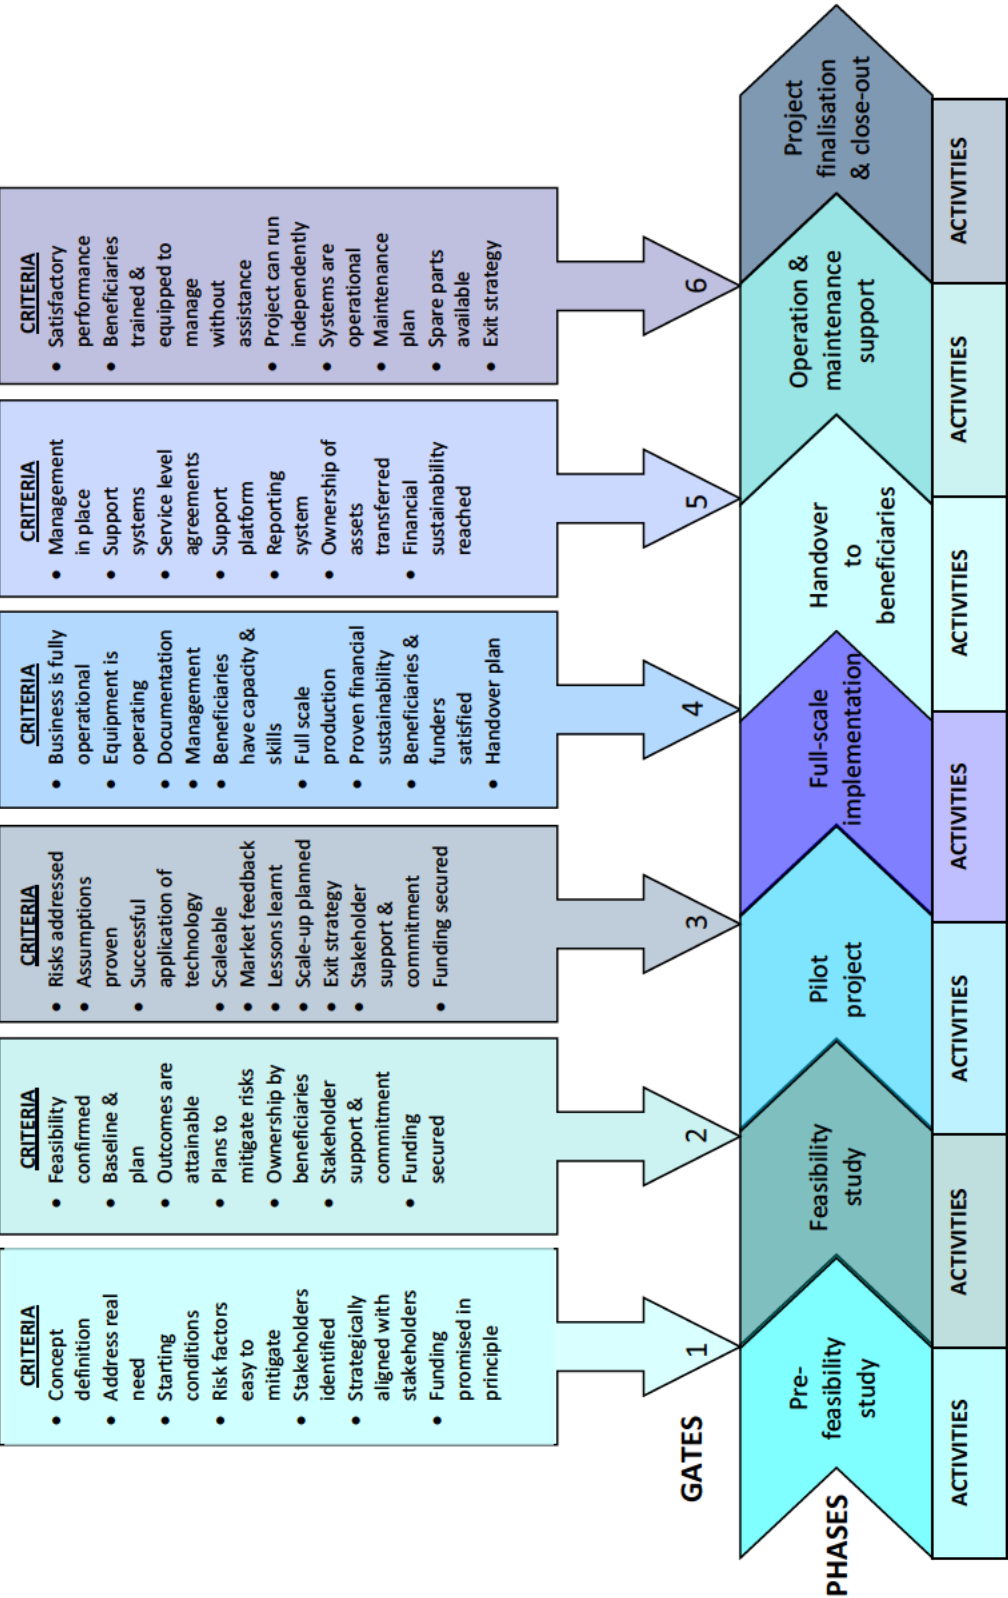 CRITERIA
• Concept
definition
• Address real
need
• Starting
conditions
• Risk factors
easy to
mitigate
• Stakeholders
identified
• Strategically
aligned with
stakeholders
• Funding
promised in
principle
CRITERIA
• Feasibility
confirmed
• Baseline &
plan
• Outcomes are
attainable
• Plans to
mitigate risks
• Ownership by
beneficiaries
• Stakeholder
support &
commitment
• Funding
secured
CRITERIA
• Risks addressed
• Assumptions
proven
• Successful
application of
technology
• Scaleable
• Market feedback
• Lessons learnt
• Scale-up planned
• Exit strategy
• Stakeholder
support &
commitment
• Funding secured
CRITERIA
• Business is fully
operational
• Equipment is
operating
• Documentation
• Management
• Beneficiaries
have capacity &
skills
• Full scale
production
• Proven financial
sustainability
• Beneficiaries &
funders
satisfied
• Handover plan
CRITERIA
• Management
in place
• Support
systems
• Service level
agreements
• Support
platform
• Reporting
system
• Ownership of
assets
transferred
• Financial
sustainability
reached
CRITERIA
• Satisfactory
performance
• Beneficiaries
trained &
equipped to
manage
without
assistance
• Project can run
independently
• Systems are
operational
• Maintenance
plan
• Spare parts
available
• Exit strategy
GATES
1
2
3
4
5
6
PHASES
Pre-
feasibility
study
Feasibility
study
Pilot
project
Full-scale
implementation
Handover
to
beneficiaries
Operation &
maintenance
support
Project
finalisation
& close-out
ACTIVITIES
ACTIVITIES
ACTIVITIES
ACTIVITIES
ACTIVITIES
ACTIVITIES
ACTIVITIES